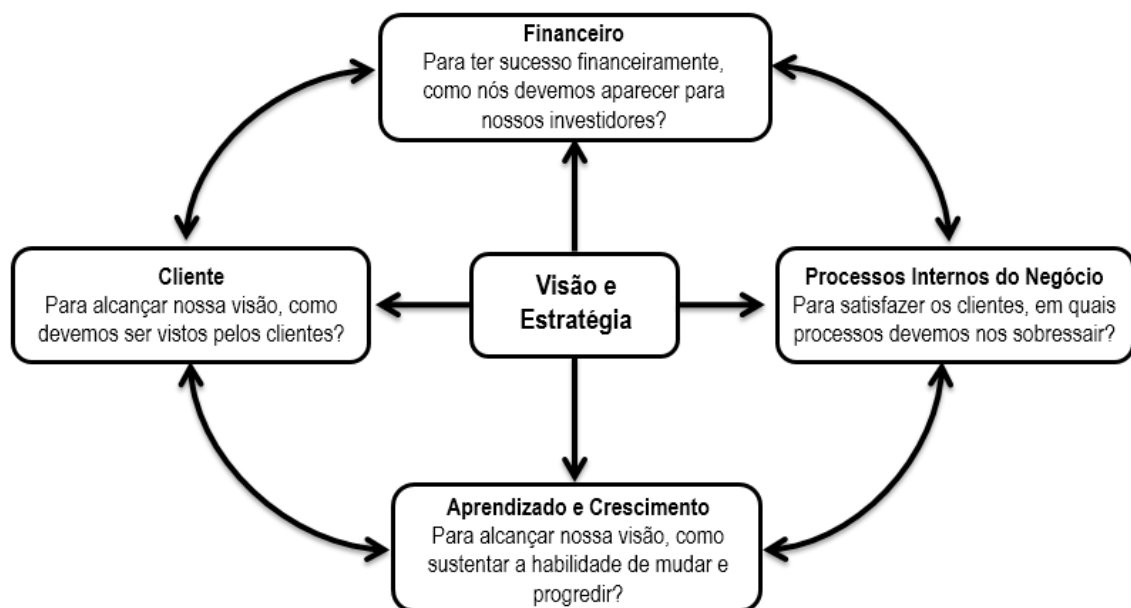 Financeiro
Para ter sucesso financeiramente,
como nós devemos aparecer para
nossos investidores?
Cliente
Para alcançar nossa visão, como
devemos ser vistos pelos clientes?
Visão e
Estratégia
Processos Internos do Negócio
Para satisfazer os clientes, em quais
processos devemos nos sobressair?
Aprendizado e Crescimento
Para alcançar nossa visão, como
sustentar a habilidade de mudar e
progredir?